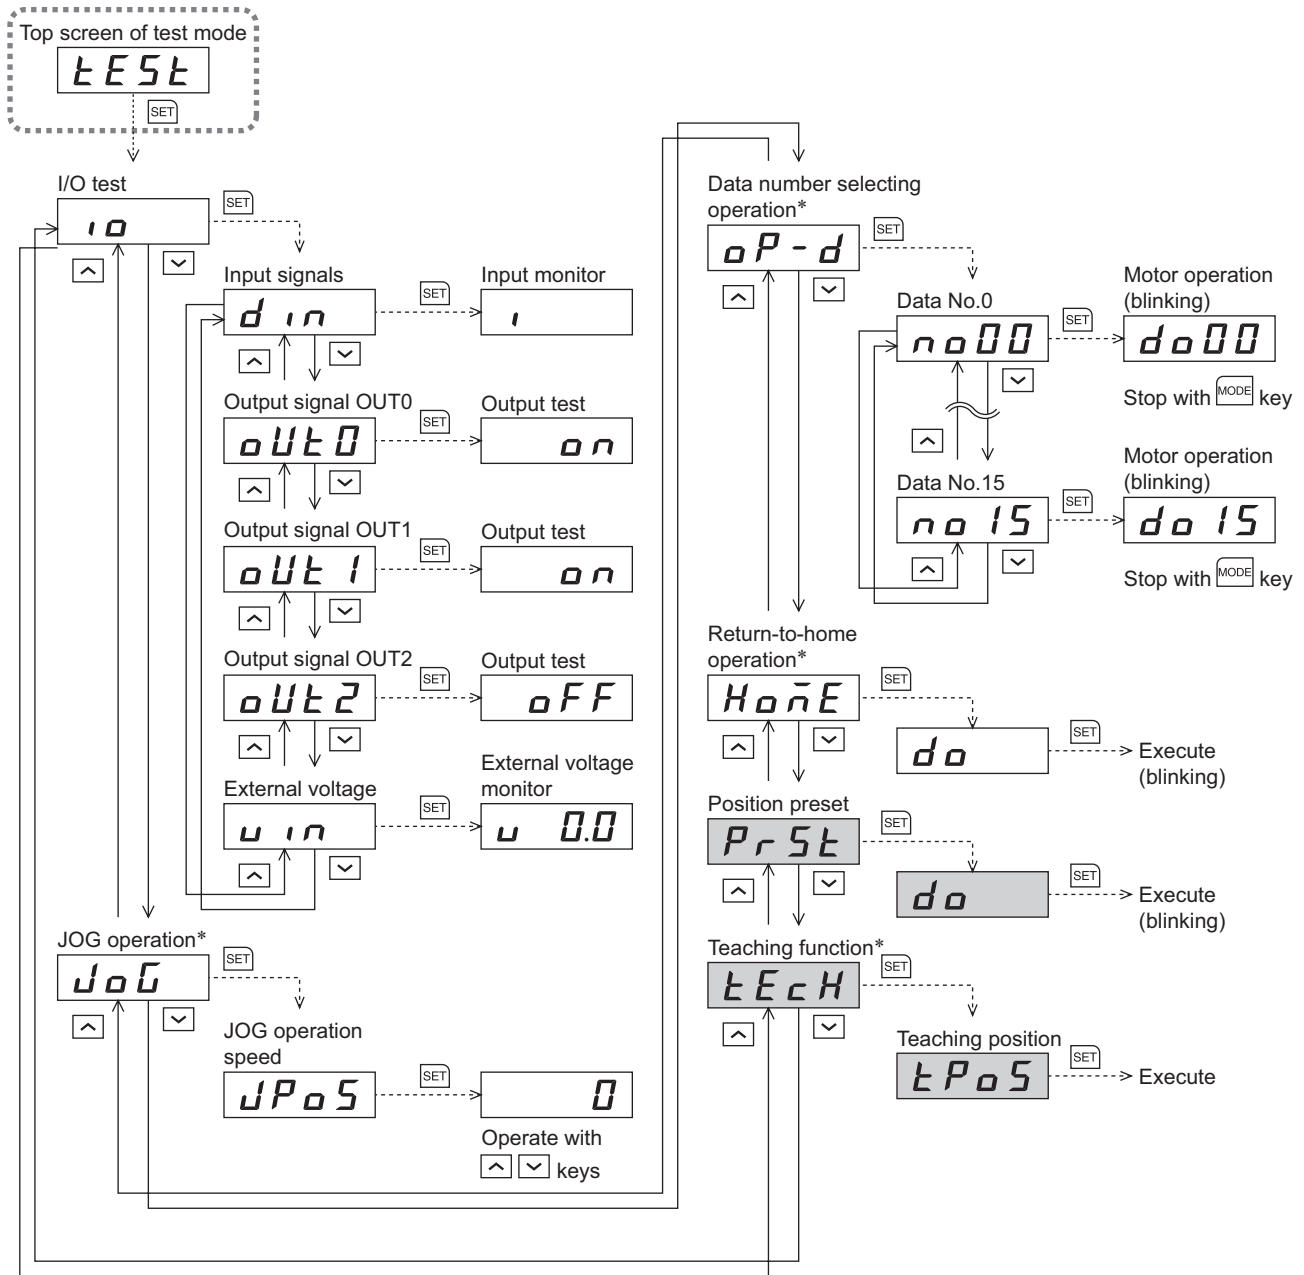 Top screen of test mode
tESt
SET
I/O test
io
SET
Input signals
din
SET
Input monitor
i
Output signal OUT0
oUt0
SET
Output test
on
Output signal OUT1
oUt1
SET
Output test
on
Output signal OUT2
oUt2
SET
Output test
oFF
External voltage
vin
SET
External voltage
monitor
v 0.0
JOG operation*
JoG
SET
JOG operation
speed
JPoS
SET
0
Operate with
keys
Data number selecting
operation*
oP-d
SET
Data No.0
no00
SET
Motor operation
(blinking)
do00
Stop with MODE key
Data No.15
no15
SET
Motor operation
(blinking)
do15
Stop with MODE key
Return-to-home
operation*
HomE
SET
do
SET
Execute
(blinking)
Position preset
PrSt
SET
do
SET
Execute
(blinking)
Teaching function*
tEcH
SET
Teaching position
tPoS
SET
Execute